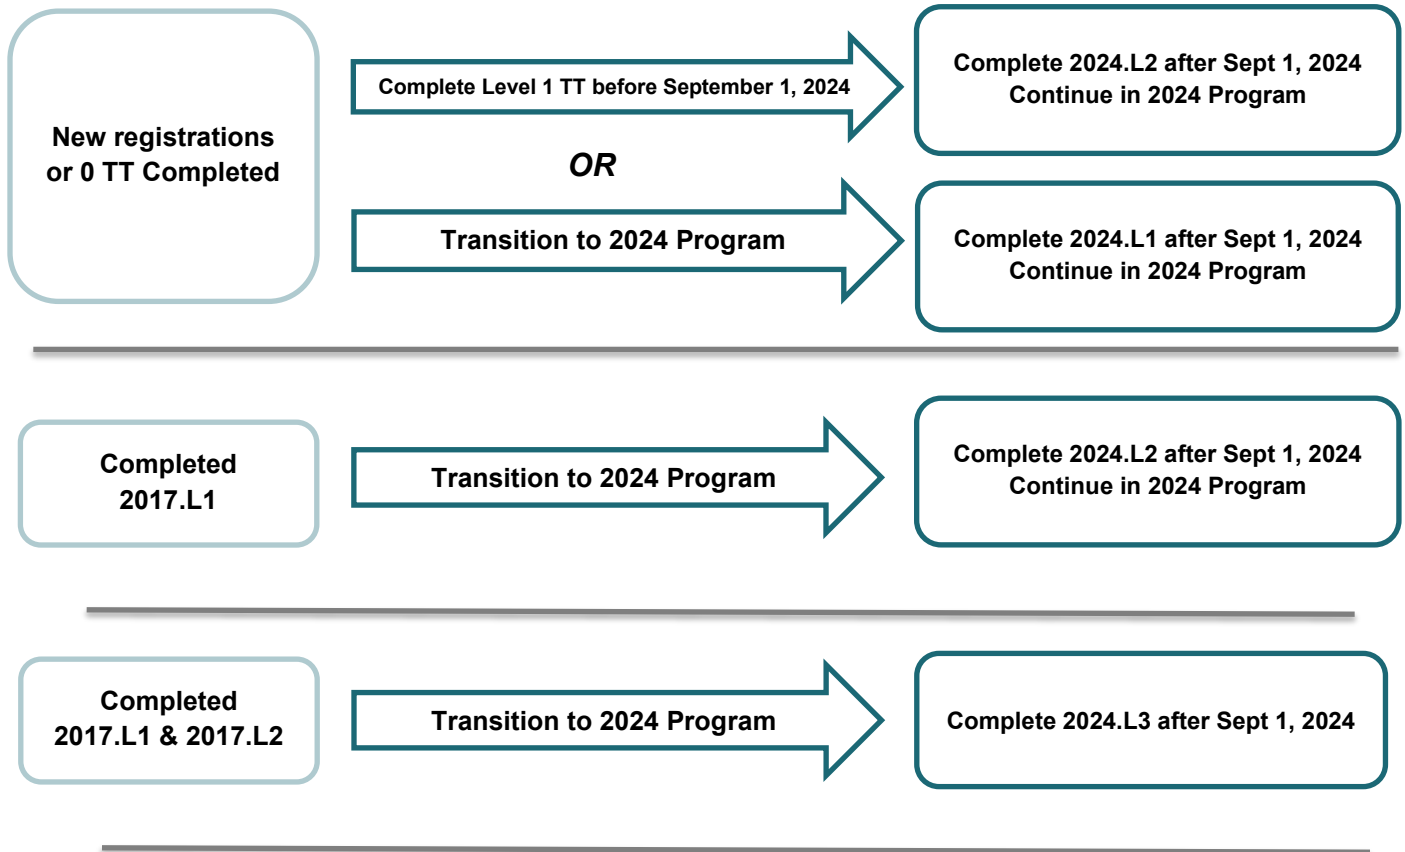 New registrations
or 0 TT Completed
Complete Level 1 TT before September 1, 2024
Complete 2024.L2 after Sept 1, 2024
Continue in 2024 Program
OR
Transition to 2024 Program
Complete 2024.L1 after Sept 1, 2024
Continue in 2024 Program
Completed
2017.L1
Transition to 2024 Program
Complete 2024.L2 after Sept 1, 2024
Continue in 2024 Program
Completed
2017.L1 & 2017.L2
Transition to 2024 Program
Complete 2024.L3 after Sept 1, 2024